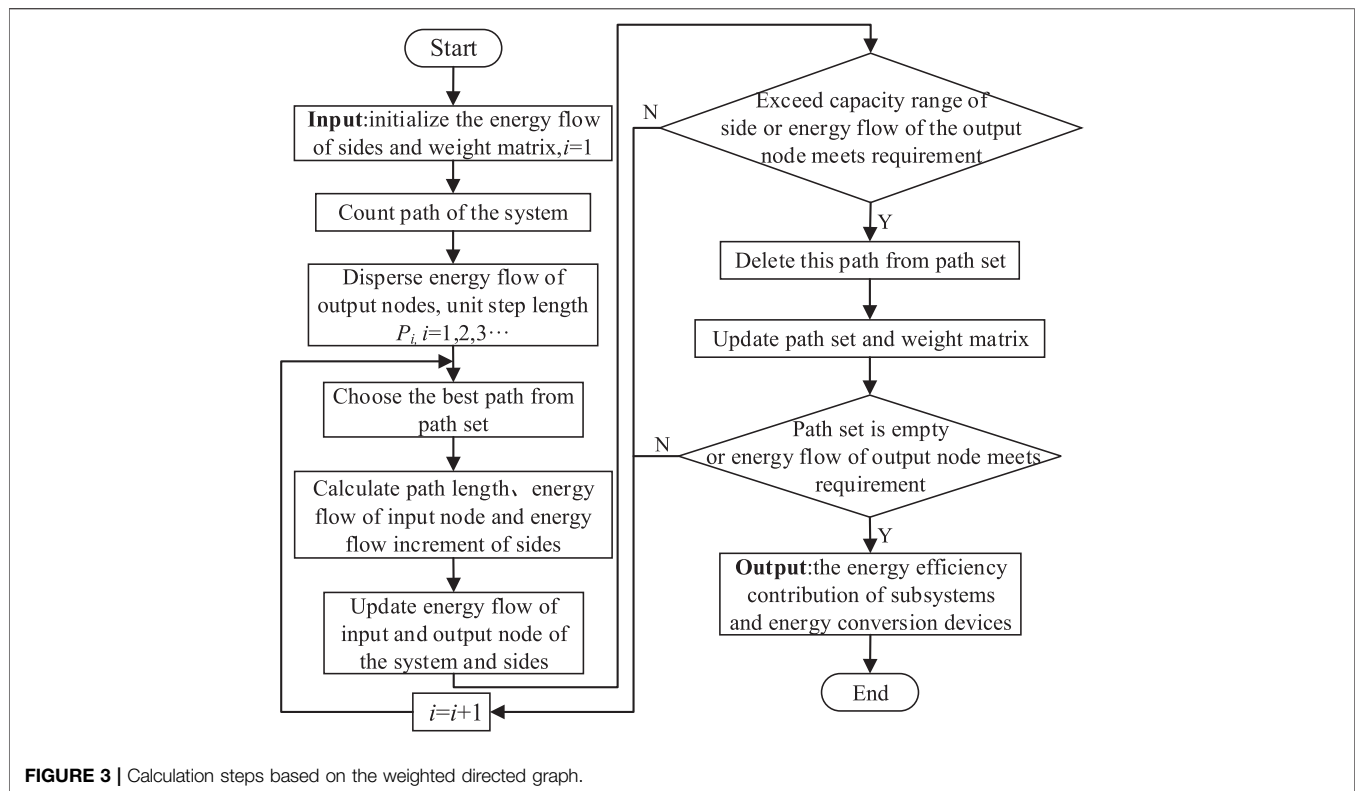 Start
Input:initialize the energy flow
of sides and weight matrix,i=1
Count path of the system
Disperse energy flow of
output nodes, unit step length
Pi, i=1,2,3···
Choose the best path from
path set
Calculate path length、energy
flow of input node and energy
flow increment of sides
Update energy flow of
input and output node of
the system and sides
i=i+1
Exceed capacity range of
side or energy flow of the output
node meets requirement
N
Y
Delete this path from path set
Update path set and weight matrix
Path set is empty
or energy flow of output node meets
requirement
N
Y
Output:the energy efficiency
contribution of subsystems
and energy conversion devices
End
FIGURE 3 | Calculation steps based on the weighted directed graph.